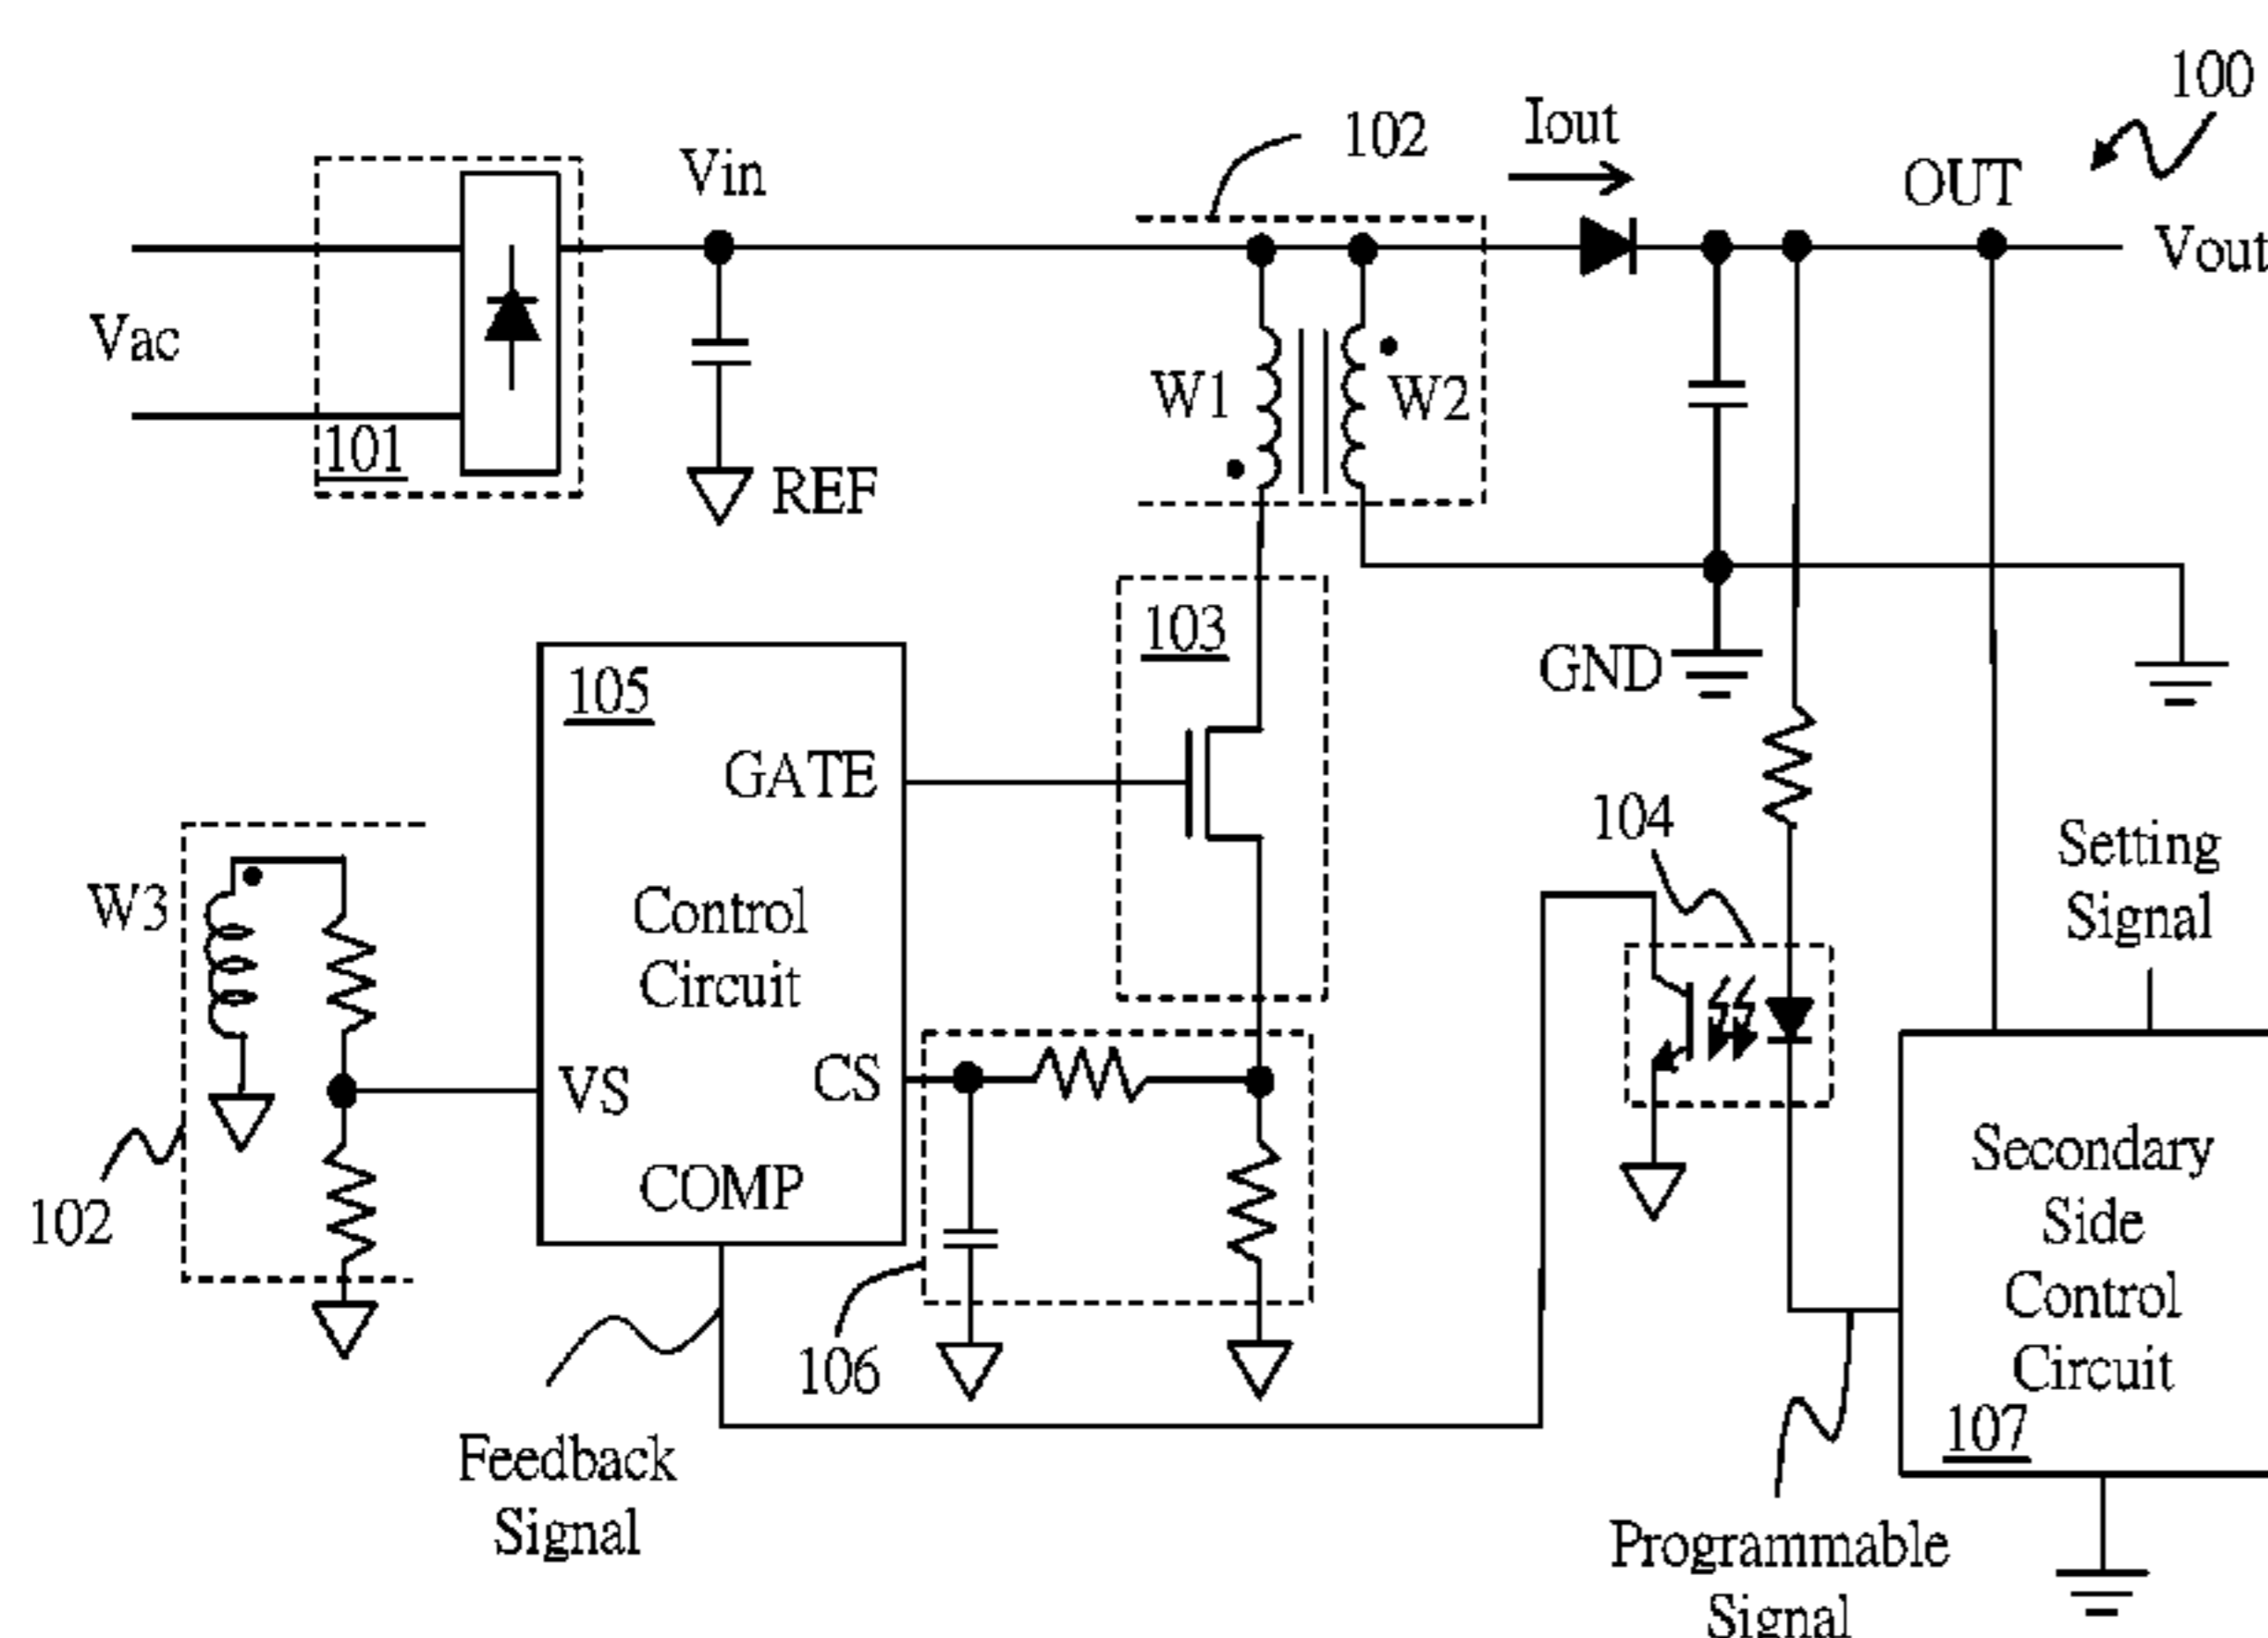 100
102
Iout
OUT
Vin
Vout
Vac
W1
W2
101
REF
103
GND
105
GATE
104
Setting
Signal
W3
Control
Circuit
VS
CS
COMP
102
106
Secondary
Side
Control
Circuit
107
Feedback
Signal
Programmable
Signal